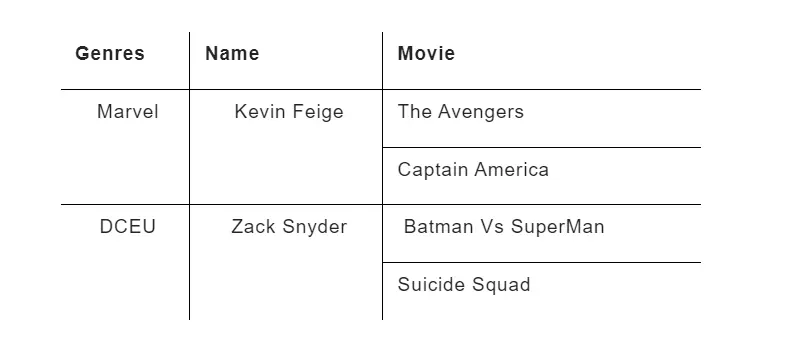 Genres Name Movie
Marvel Kevin Feige The Avengers
Captain America
DCEU Zack Snyder Batman Vs SuperMan
Suicide Squad